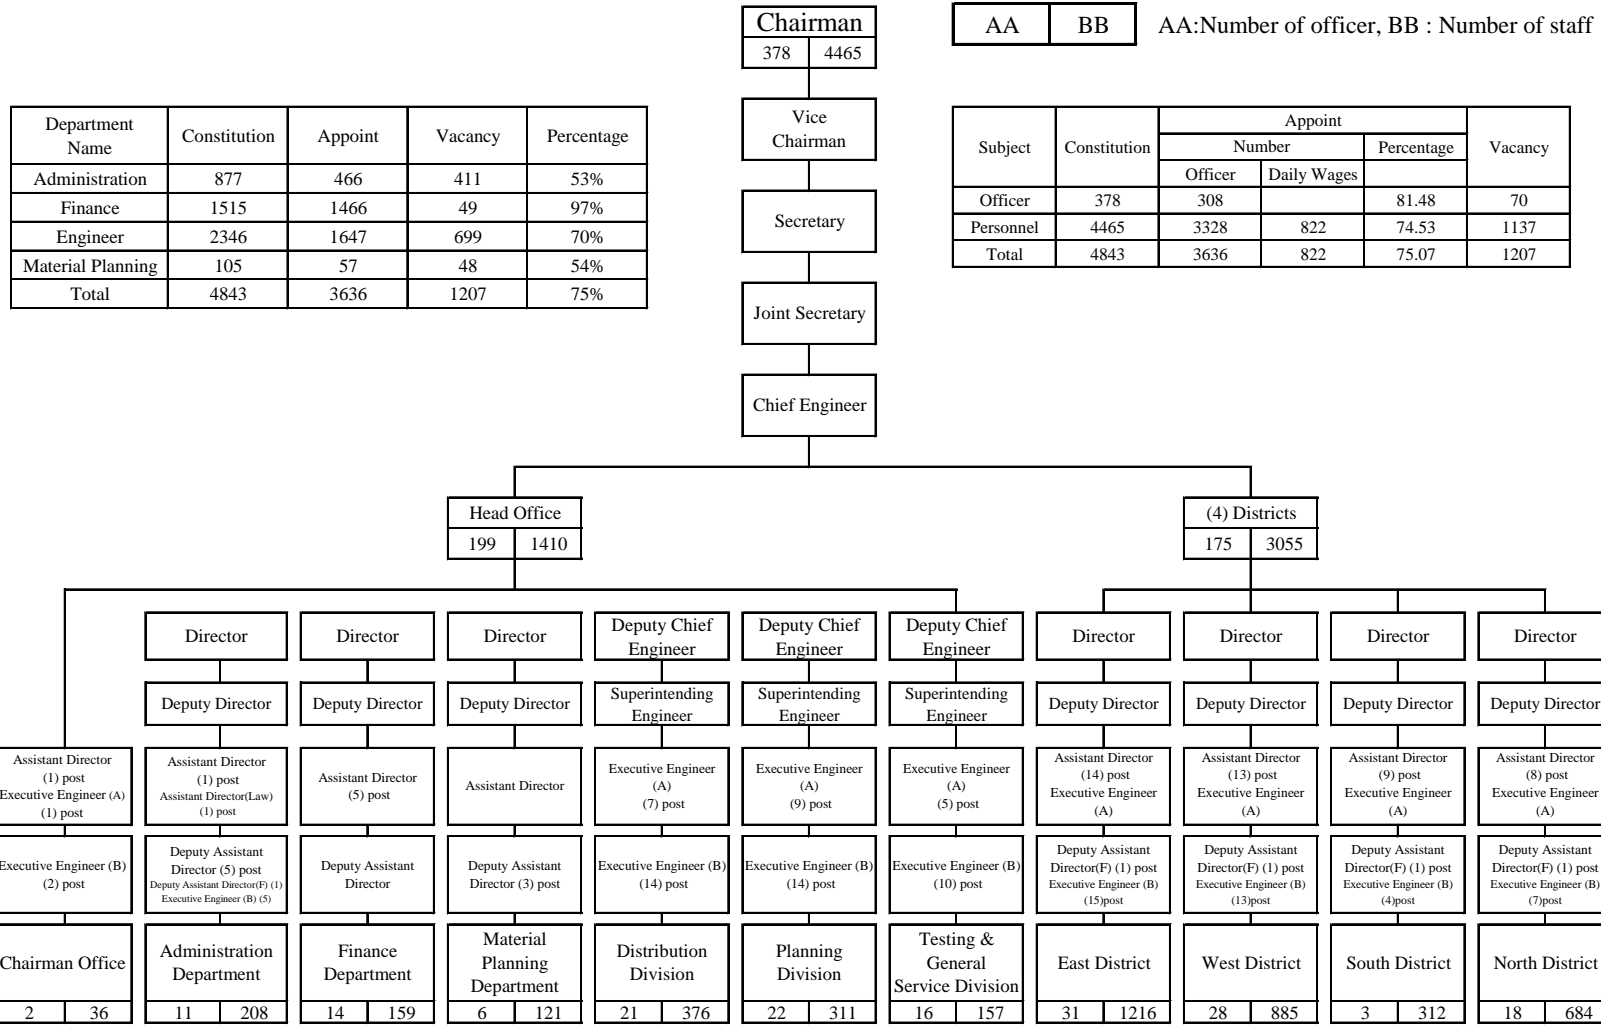 Chairman
378 4465
AA BB AA:Number of officer, BB : Number of staff
Department Name Constitution Appoint Vacancy Percentage
Administration 877 466 411 53%
Finance 1515 1466 49 97%
Engineer 2346 1647 699 70%
Material Planning 105 57 48 54%
Total 4843 3636 1207 75%
Vice
Chairman
Secretary
Joint Secretary
Chief Engineer
Subject Constitution Appoint Vacancy
Number Percentage
Officer Daily Wages
Officer 378 308 81.48 70
Personnel 4465 3328 822 74.53 1137
Total 4843 3636 822 75.07 1207
Head Office
199 1410
(4) Districts
175 3055
Assistant Director
(1) post
Executive Engineer (A)
(1) post
Executive Engineer (B)
(2) post
Chairman Office
2 36
Director
Deputy Director
Assistant Director
(1) post
Assistant Director(Law)
(1) post
Deputy Assistant
Director (5) post
Deputy Assistant Director(F) (1)
Executive Engineer (B) (5)
Administration
Department
11 208
Director
Deputy Director
Assistant Director
(5) post
Deputy Assistant
Director
Finance
Department
14 159
Director
Deputy Director
Assistant Director
Deputy Assistant
Director (3) post
Material
Planning
Department
6 121
Deputy Chief
Engineer
Superintending
Engineer
Executive Engineer
(A)
(7) post
Executive Engineer (B)
(14) post
Distribution
Division
21 376
Deputy Chief
Engineer
Superintending
Engineer
Executive Engineer
(A)
(9) post
Executive Engineer (B)
(14) post
Planning
Division
22 311
Deputy Chief
Engineer
Superintending
Engineer
Executive Engineer
(A)
(5) post
Executive Engineer (B)
(10) post
Testing &
General
Service Division
16 157
Director
Deputy Director
Assistant Director
(14) post
Executive Engineer
(A)
Deputy Assistant
Director(F) (1) post
Executive Engineer (B)
(15)post
East District
31 1216
Director
Deputy Director
Assistant Director
(13) post
Executive Engineer
(A)
Deputy Assistant
Director(F) (1) post
Executive Engineer (B)
(13)post
West District
28 885
Director
Deputy Director
Assistant Director
(9) post
Executive Engineer
(A)
Deputy Assistant
Director(F) (1) post
Executive Engineer (B)
(4)post
South District
3 312
Director
Deputy Director
Assistant Director
(8) post
Executive Engineer
(A)
Deputy Assistant
Director(F) (1) post
Executive Engineer (B)
(7)post
North District
18 684